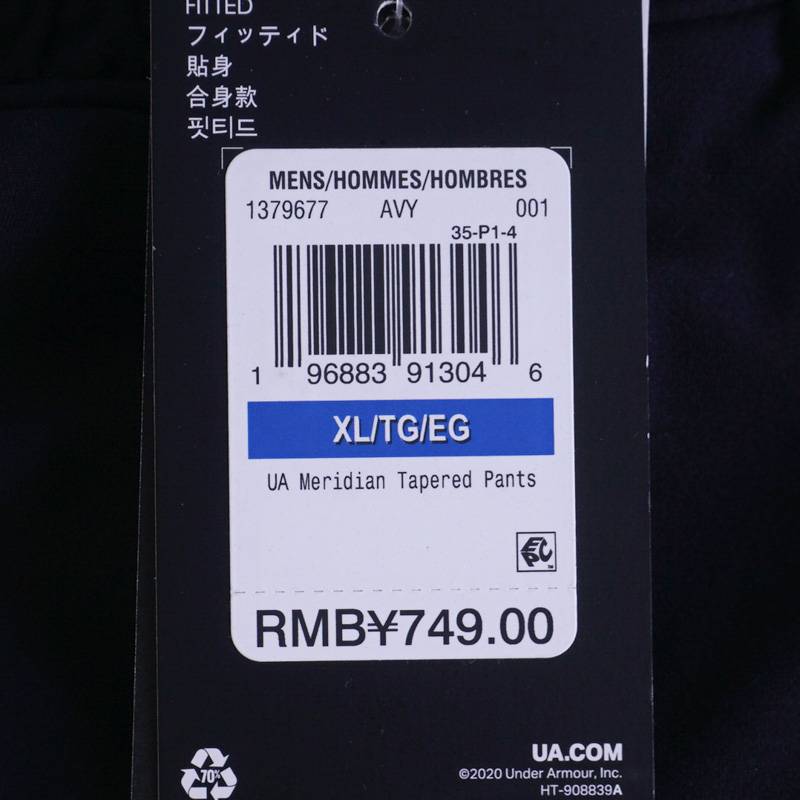 FITTED
フィッティド
貼身
合身款
핏티드
MENS/HOMMES/HOMBRES
1379677 AVY 001
35-P1-4
1 96883 91304 6
XL/TG/EG
UA Meridian Tapered Pants
EPC™
RMB¥749.00
70%
UA.COM
©2020 Under Armour, Inc.
HT-908839A